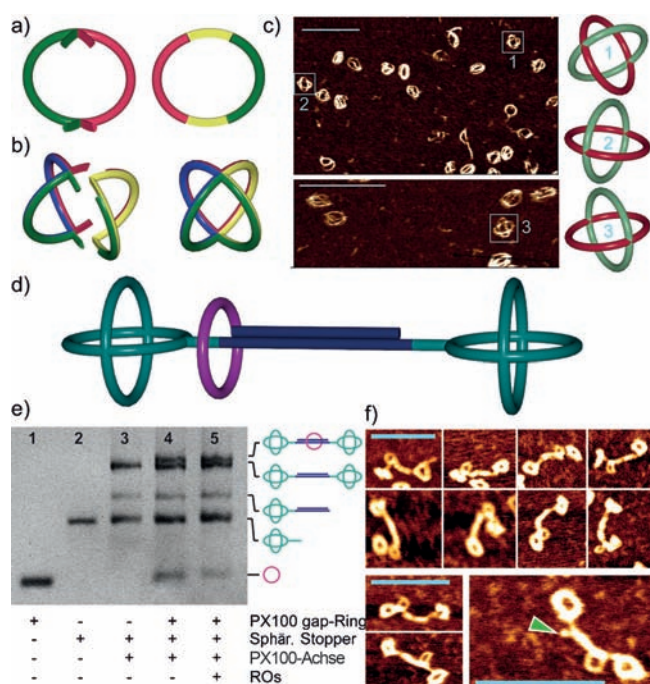 a)
c)
1
2
b)
3
1
2
3
d)
e)
1 2 3 4 5
f)
+ - - + + PX100 gap-Ring
- + + + + Sphär. Stopper
- - + + + PX100-Achse
- - - - + ROs